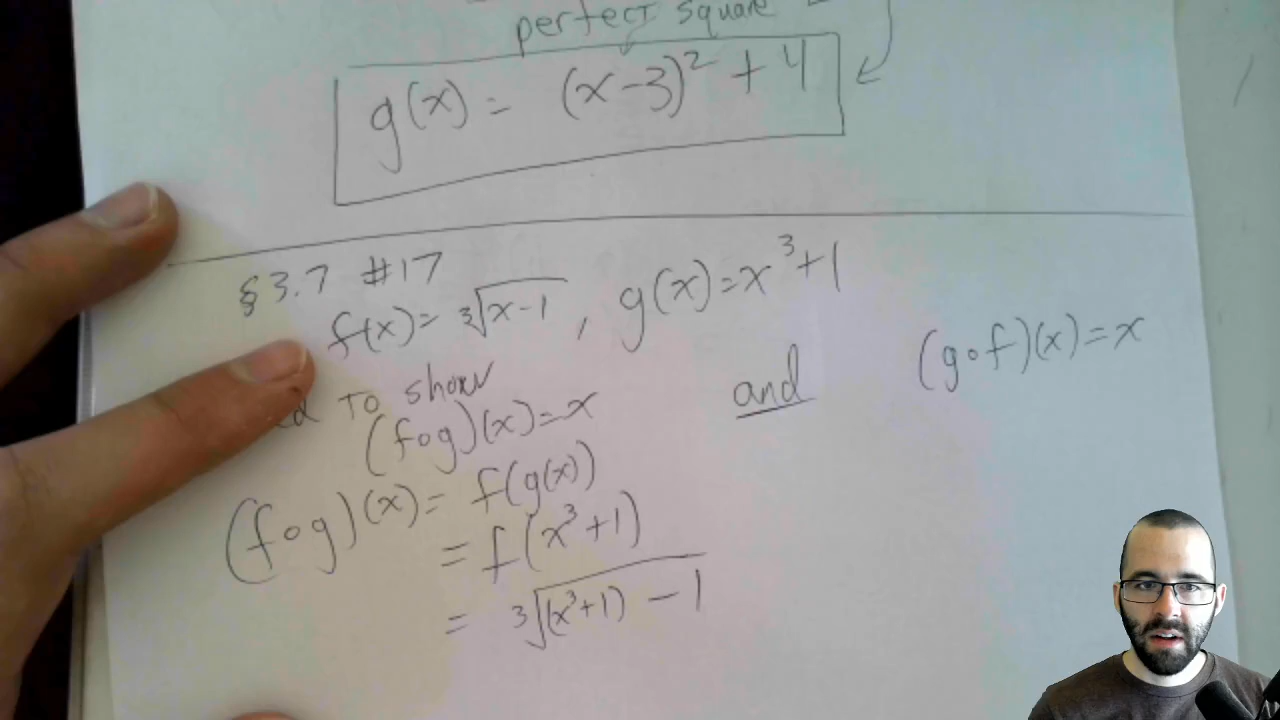 perfect square
g(x) = (x-3)² + 4
§3.7 #17
f(x) = ∛(x-1) , g(x) = x³+1
to show
(f∘g)(x) = x and (g∘f)(x) = x
(f∘g)(x) = f(g(x))
= f(x³+1)
= ∛((x³+1) - 1)